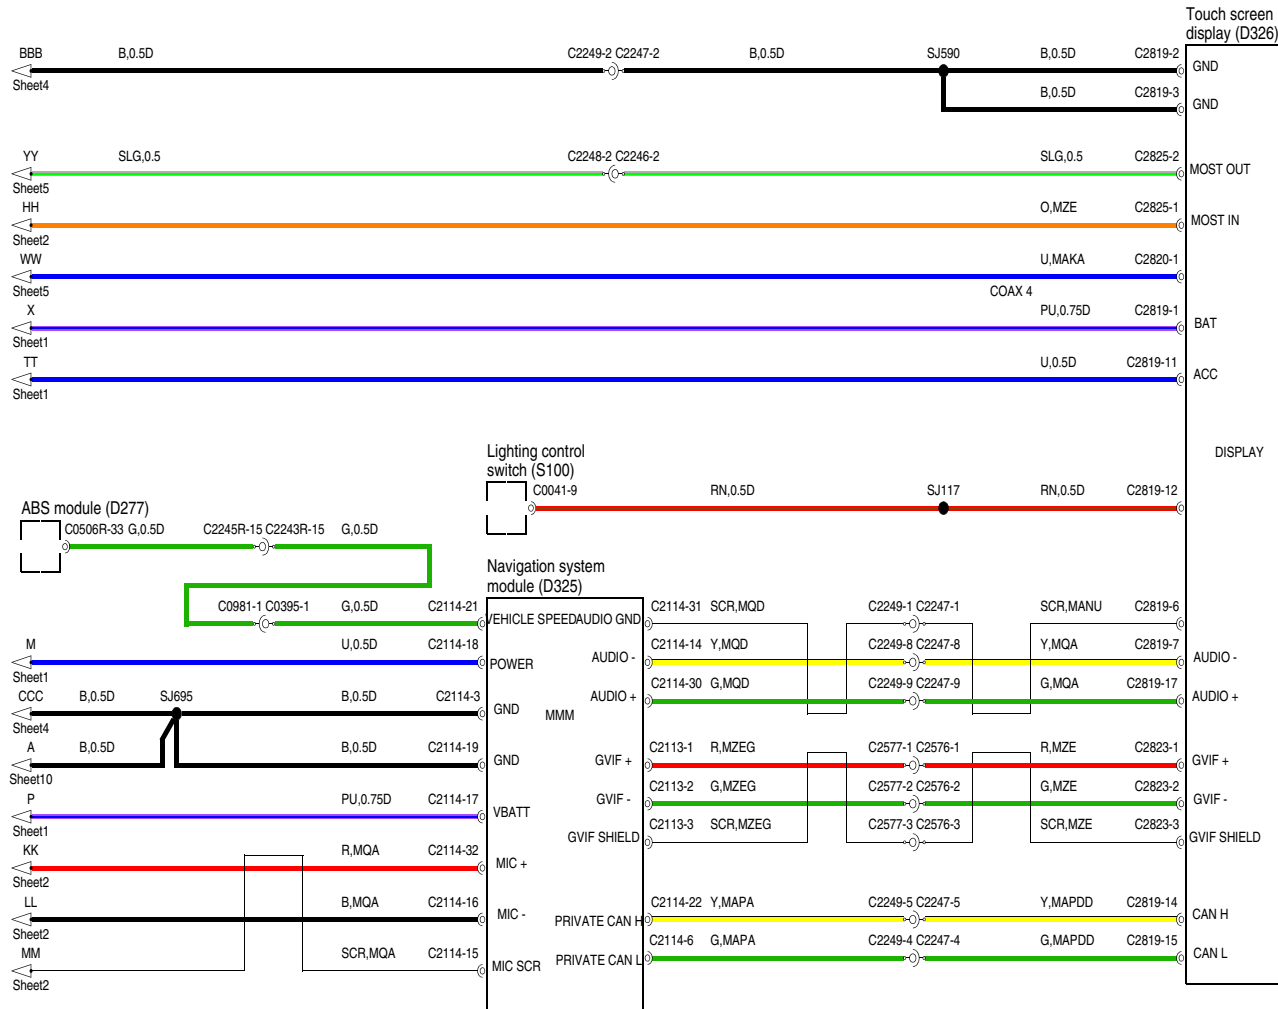 Touch screen
display (D326)
BBB B,0.5D C2249-2 C2247-2 B,0.5D SJ590 B,0.5D C2819-2
GND
Sheet4
B,0.5D C2819-3
GND
YY SLG,0.5 C2248-2 C2246-2 SLG,0.5 C2825-2
MOST OUT
Sheet5
HH O,MZE C2825-1
MOST IN
Sheet2
WW U,MAKA C2820-1
Sheet5 COAX 4
X PU,0.75D C2819-1
BAT
Sheet1
TT U,0.5D C2819-11
ACC
Sheet1
Lighting control
switch (S100)
DISPLAY
C0041-9 RN,0.5D SJ117 RN,0.5D C2819-12
ABS module (D277)
C0506R-33 G,0.5D C2245R-15 C2243R-15 G,0.5D
Navigation system
module (D325)
C0981-1 C0395-1 G,0.5D C2114-21
VEHICLE SPEED AUDIO GND
C2114-31 SCR,MQD C2249-1 C2247-1 SCR,MANU C2819-6
M U,0.5D C2114-18
POWER
Sheet1
AUDIO -
C2114-14 Y,MQD C2249-8 C2247-8 Y,MQA C2819-7
AUDIO -
CCC B,0.5D SJ695 B,0.5D C2114-3
GND
Sheet4
AUDIO +
C2114-30 G,MQD C2249-9 C2247-9 G,MQA C2819-17
AUDIO +
MMM
A B,0.5D B,0.5D C2114-19
GND
Sheet10
GVIF +
C2113-1 R,MZEG C2577-1 C2576-1 R,MZE C2823-1
GVIF +
P PU,0.75D C2114-17
VBATT
Sheet1
GVIF -
C2113-2 G,MZEG C2577-2 C2576-2 G,MZE C2823-2
GVIF -
KK R,MQA C2114-32
MIC +
Sheet2
GVIF SHIELD
C2113-3 SCR,MZEG C2577-3 C2576-3 SCR,MZE C2823-3
GVIF SHIELD
LL B,MQA C2114-16
MIC -
Sheet2
PRIVATE CAN H
C2114-22 Y,MAPA C2249-5 C2247-5 Y,MAPDD C2819-14
CAN H
MM SCR,MQA C2114-15
MIC SCR
Sheet2
PRIVATE CAN L
C2114-6 G,MAPA C2249-4 C2247-4 G,MAPDD C2819-15
CAN L